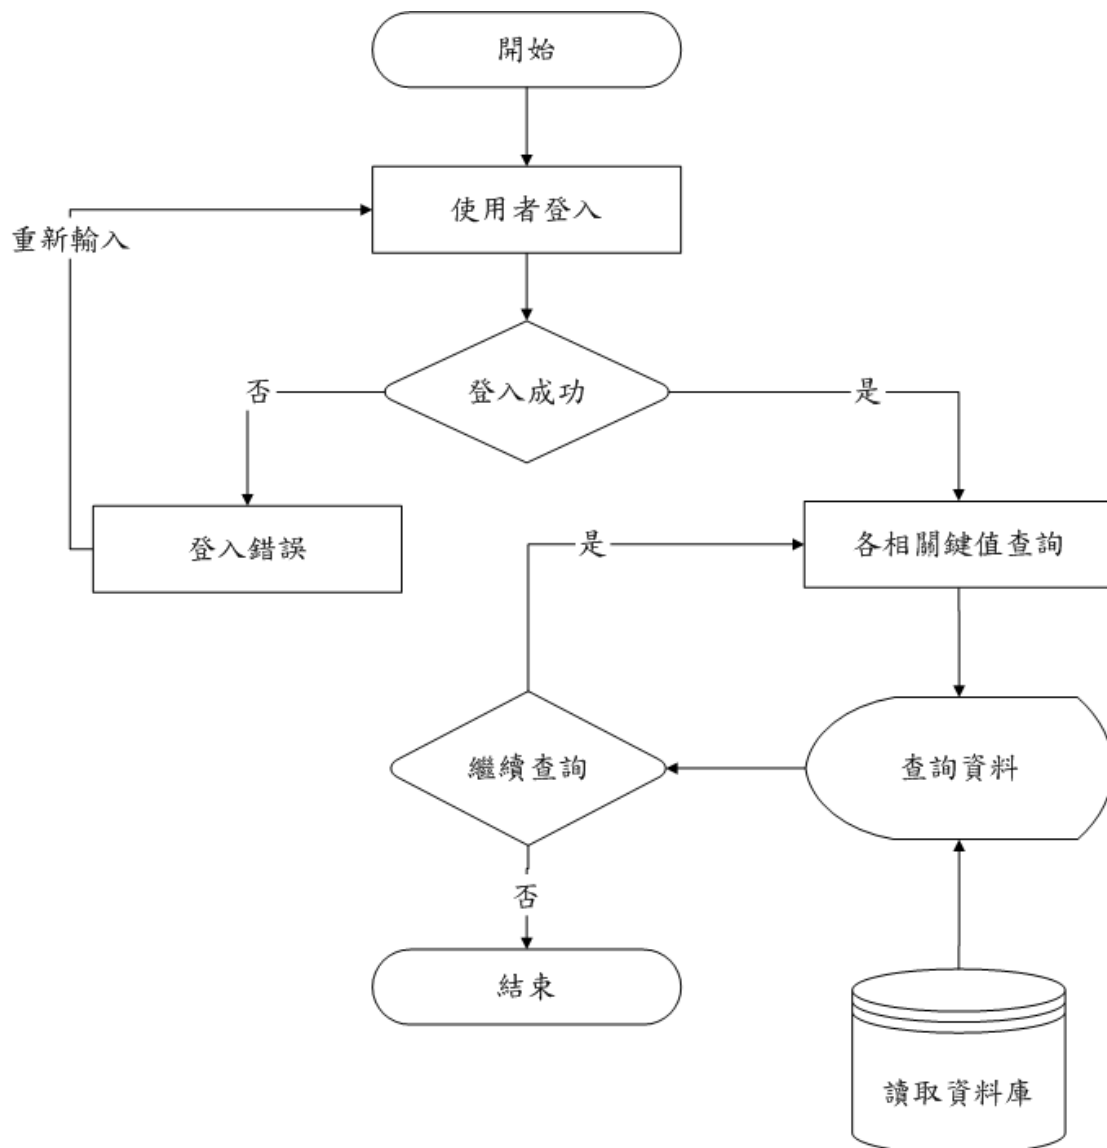 開始
使用者登入
重新輸入
登入成功
否
是
登入錯誤
是
各相關鍵值查詢
繼續查詢
查詢資料
否
結束
讀取資料庫